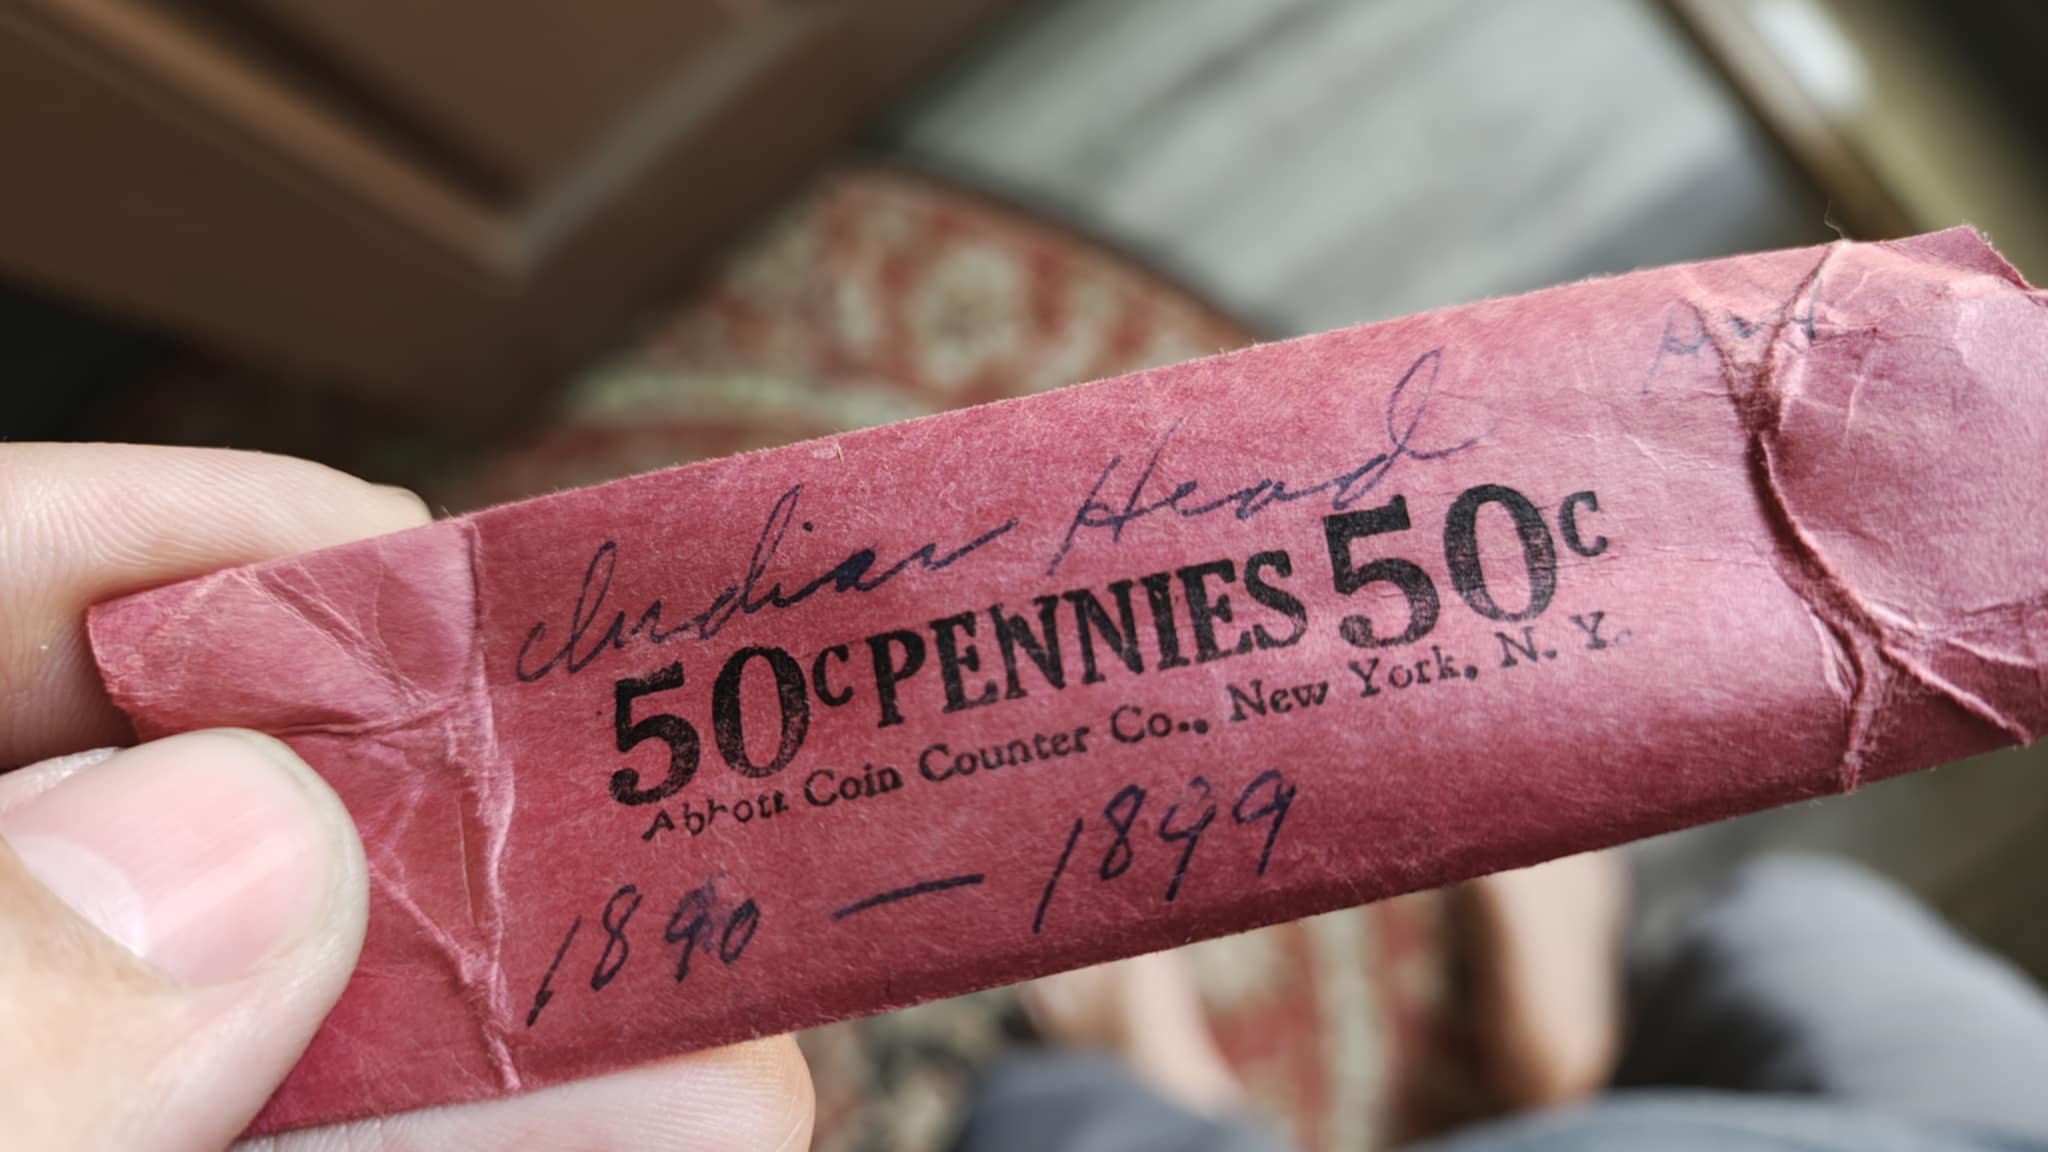 Indian Head
50c PENNIES 50c
Abbott Coin Counter Co., New York, N. Y.
1890 — 1899